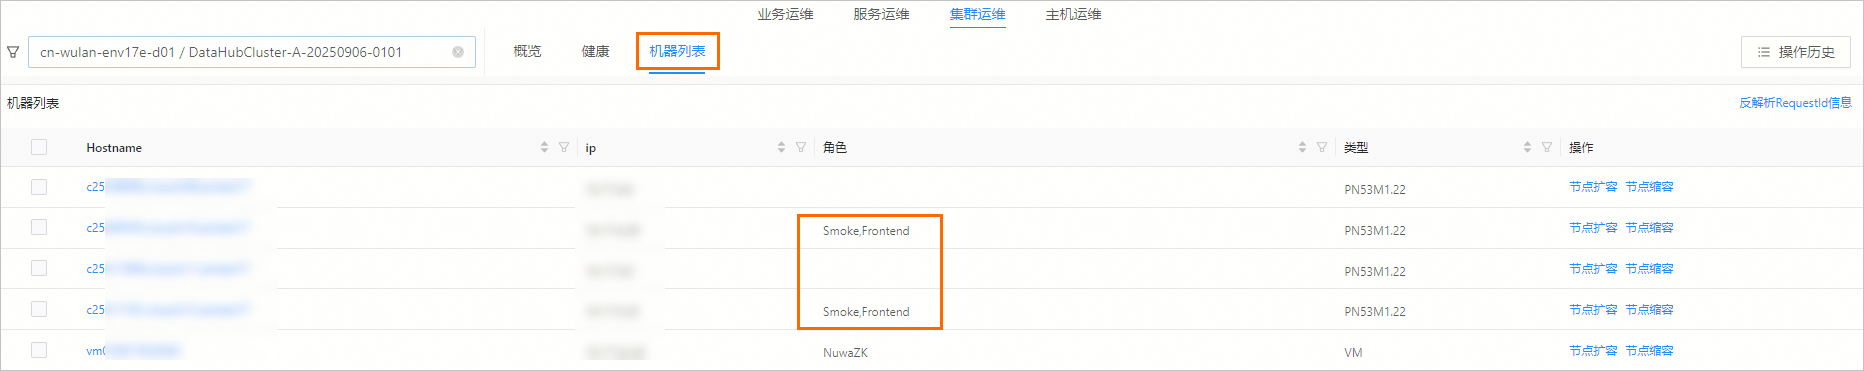 业务运维 服务运维 集群运维 主机运维
cn-wulan-env17e-d01 / DataHubCluster-A-20250906-0101 概览 健康 机器列表 操作历史
机器列表 反解析RequestId信息
Hostname ip 角色 类型 操作
c25 PN53M1.22 节点扩容 节点缩容
c25 Smoke,Frontend PN53M1.22 节点扩容 节点缩容
c25 PN53M1.22 节点扩容 节点缩容
c25 Smoke,Frontend PN53M1.22 节点扩容 节点缩容
vm NuwaZK VM 节点扩容 节点缩容